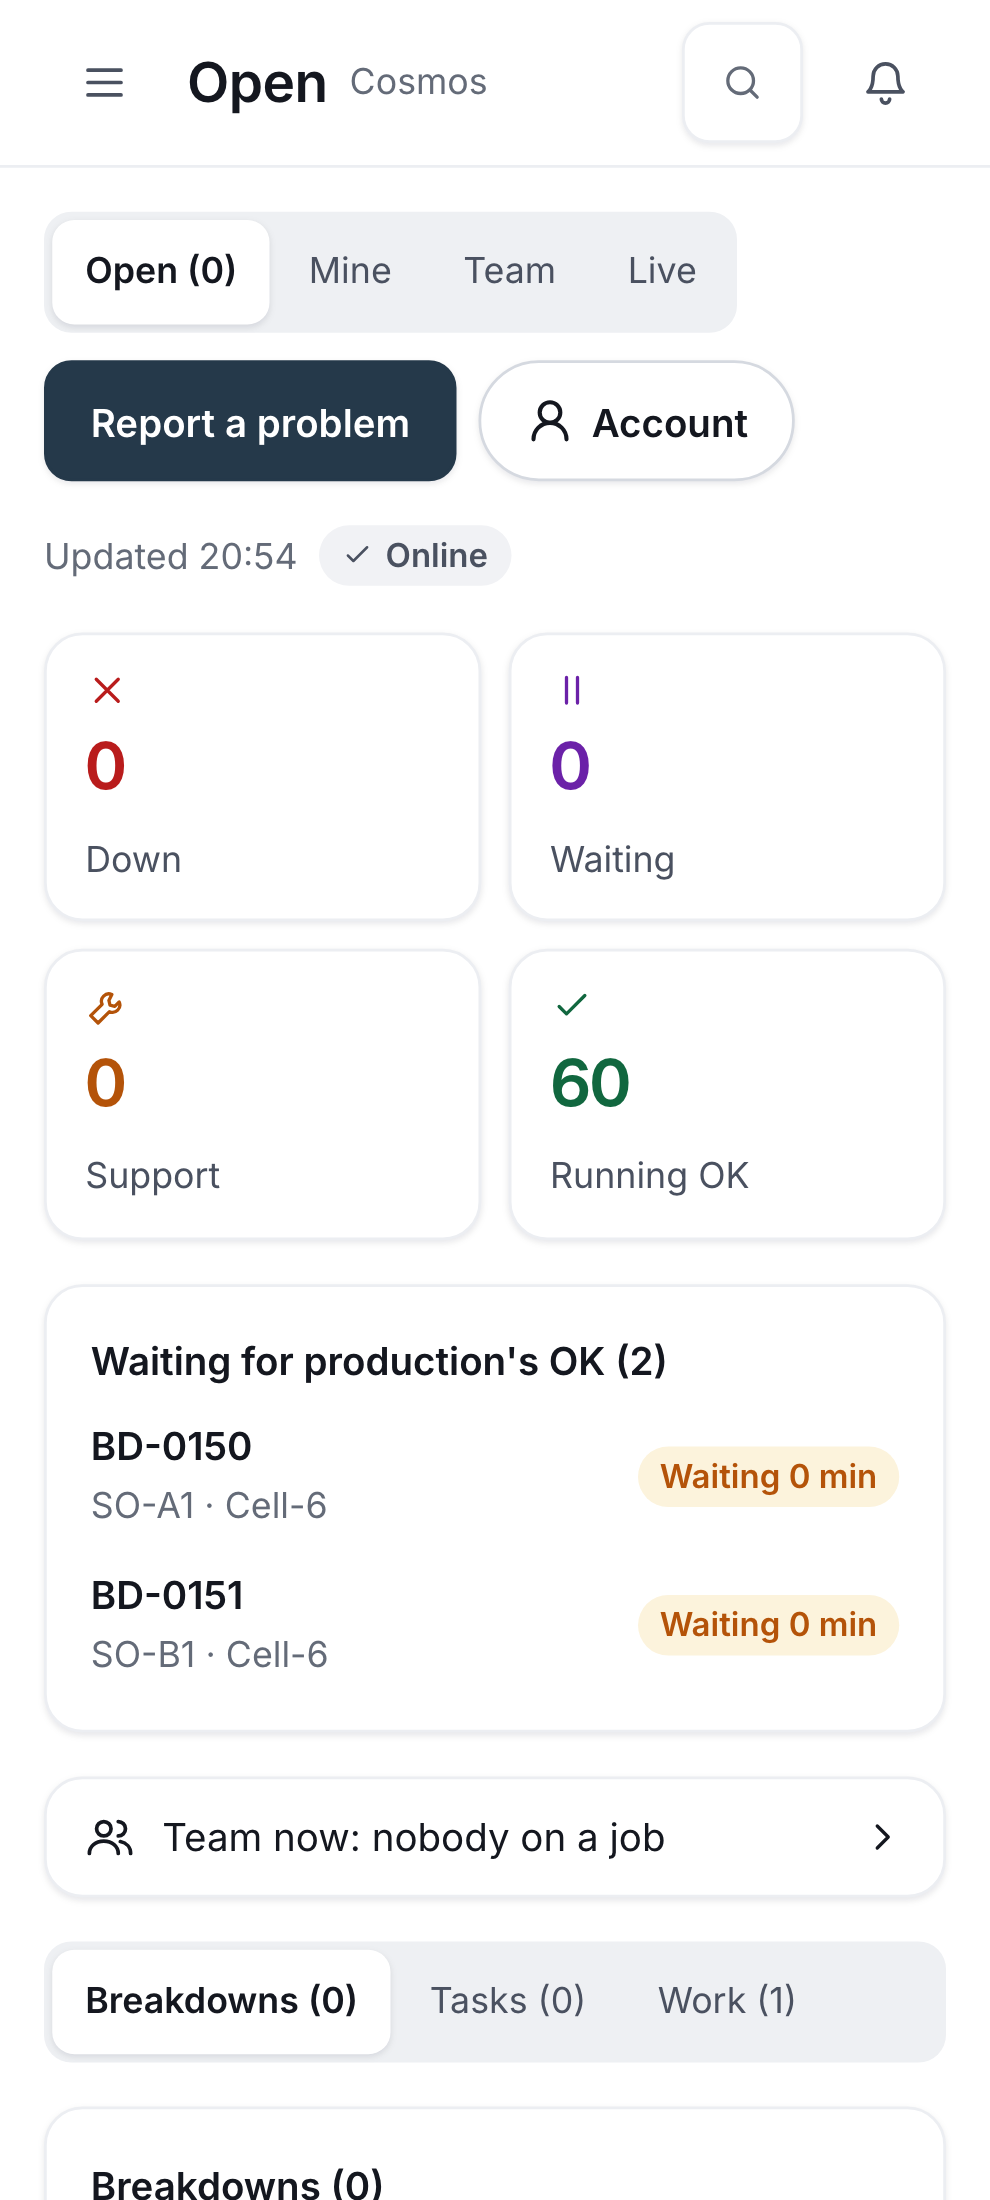 Open Cosmos
Open (0) Mine Team Live
Report a problem Account
Updated 20:54 Online
0
Down
0
Waiting
0
Support
60
Running OK
Waiting for production's OK (2)
BD-0150
SO-A1 · Cell-6
Waiting 0 min
BD-0151
SO-B1 · Cell-6
Waiting 0 min
Team now: nobody on a job
Breakdowns (0) Tasks (0) Work (1)
Breakdowns (0)